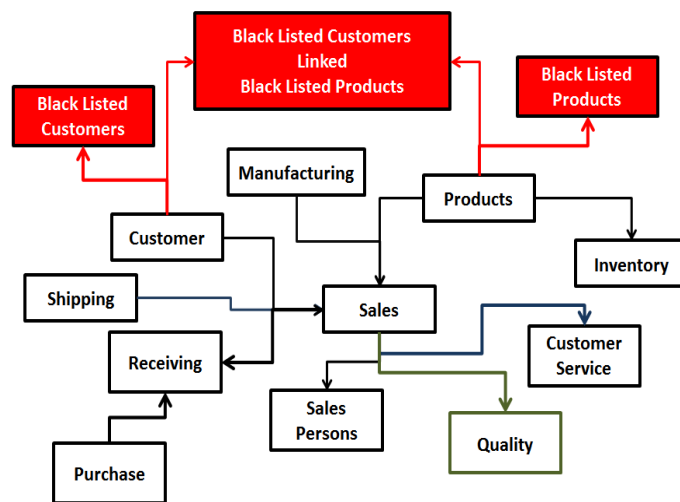 Black Listed Customers
Linked
Black Listed Products
Black Listed
Customers
Black Listed
Products
Manufacturing
Products
Customer
Inventory
Shipping
Sales
Receiving
Customer
Service
Sales
Persons
Quality
Purchase